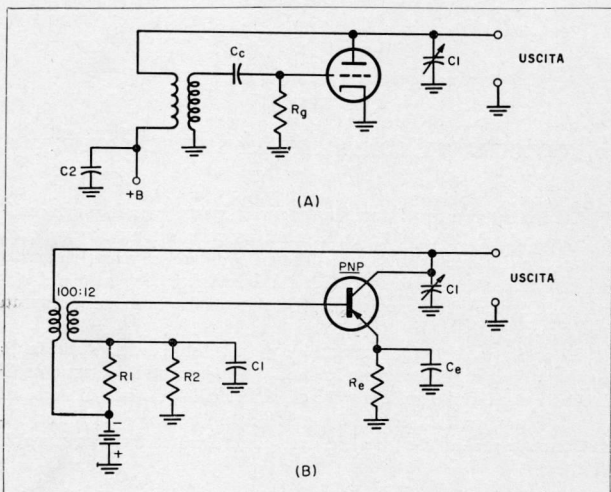 Cc
C1
USCITA
Rg
C2
+B
(A)
PNP
USCITA
100:12
C1
R1
R2
C1
Re
Ce
-
+
(B)